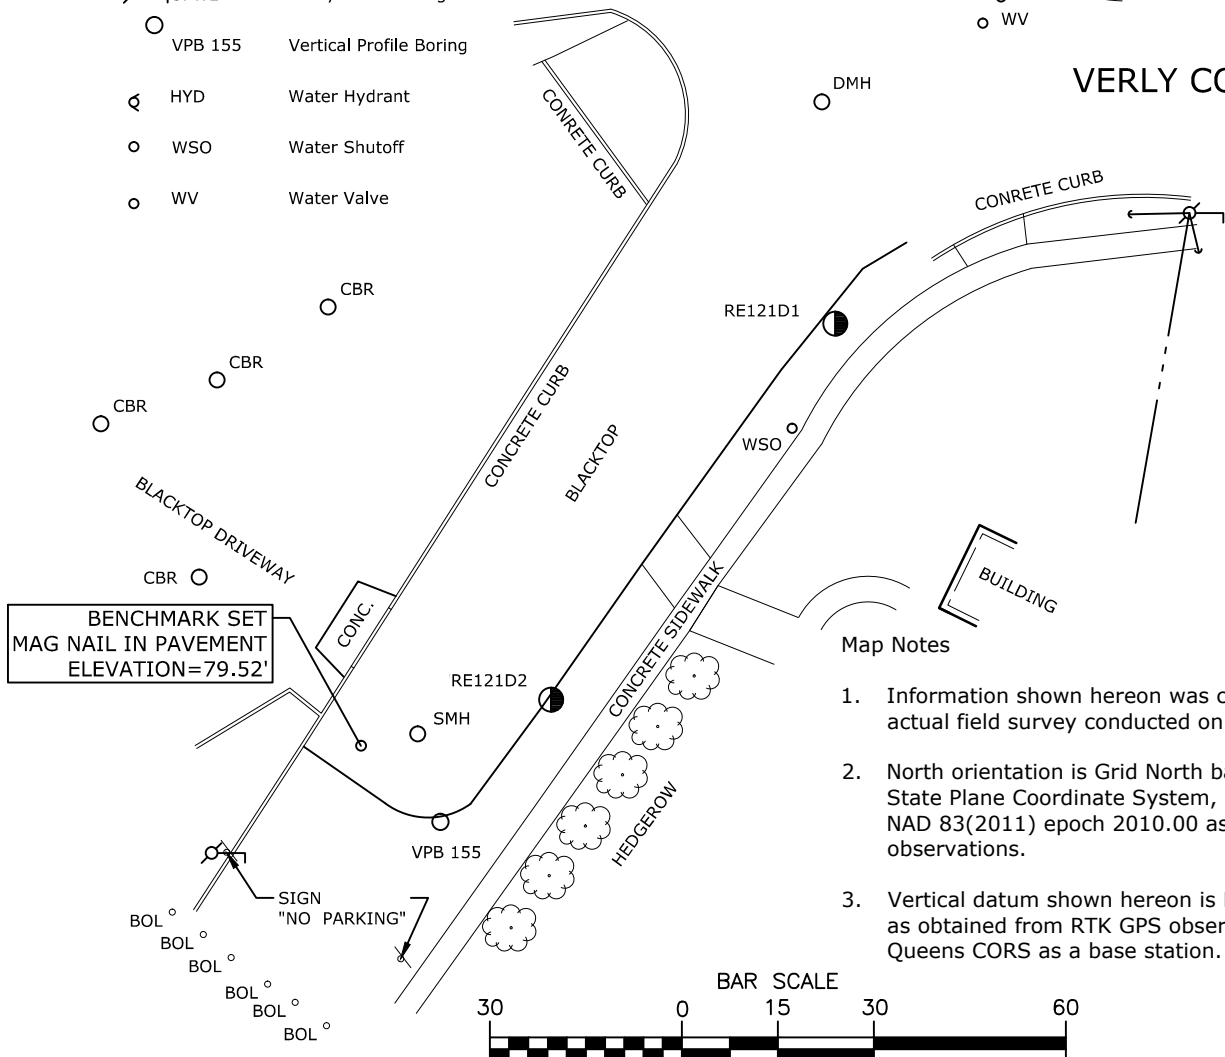 VPB 155 Vertical Profile Boring
HYD Water Hydrant
WSO Water Shutoff
WV Water Valve
WV
VERLY CO
DMH
CONRETE CURB
CONRETE CURB
CBR
CBR
CBR
CBR
RE121D1
CONCRETE CURB
BLACKTOP
WSO
BLACKTOP DRIVEWAY
BENCHMARK SET
MAG NAIL IN PAVEMENT
ELEVATION=79.52'
CONC.
CONCRETE SIDEWALK
BUILDING
RE121D2
SMH
VPB 155
HEDGEROW
SIGN
"NO PARKING"
BOL
BOL
BOL
BOL
BOL
BOL
Map Notes
1. Information shown hereon was
actual field survey conducted on
2. North orientation is Grid North
State Plane Coordinate System,
NAD 83(2011) epoch 2010.00 as
observations.
3. Vertical datum shown hereon is
as obtained from RTK GPS
Queens CORS as a base station.
BAR SCALE
30 0 15 30 60